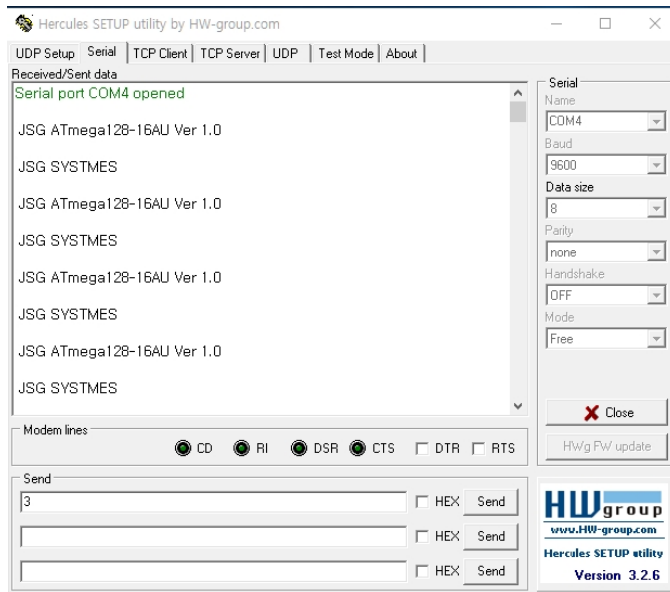 Hercules SETUP utility by HW-group.com
UDP Setup Serial TCP Client TCP Server UDP Test Mode About
Received/Sent data
Serial port COM4 opened
JSG ATmega128-16AU Ver 1.0
JSG SYSTMES
JSG ATmega128-16AU Ver 1.0
JSG SYSTMES
JSG ATmega128-16AU Ver 1.0
JSG SYSTMES
JSG ATmega128-16AU Ver 1.0
JSG SYSTMES
Serial
Name
COM4
Baud
9600
Data size
8
Parity
none
Handshake
OFF
Mode
Free
Close
HWg FW update
Modem lines
CD RI DSR CTS DTR RTS
Send
3 HEX Send
HEX Send
HEX Send
HWgroup
www.HW-group.com
Hercules SETUP utility
Version 3.2.6